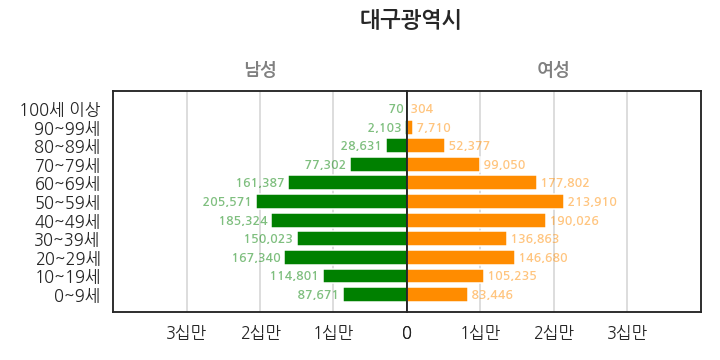 대구광역시
남성 여성
100세 이상 70 304
90~99세 2,103 7,710
80~89세 28,631 52,377
70~79세 77,302 99,050
60~69세 161,387 177,802
50~59세 205,571 213,910
40~49세 185,324 190,026
30~39세 150,023 136,863
20~29세 167,340 146,680
10~19세 114,801 105,235
0~9세 87,671 83,446
3십만 2십만 1십만 0 1십만 2십만 3십만